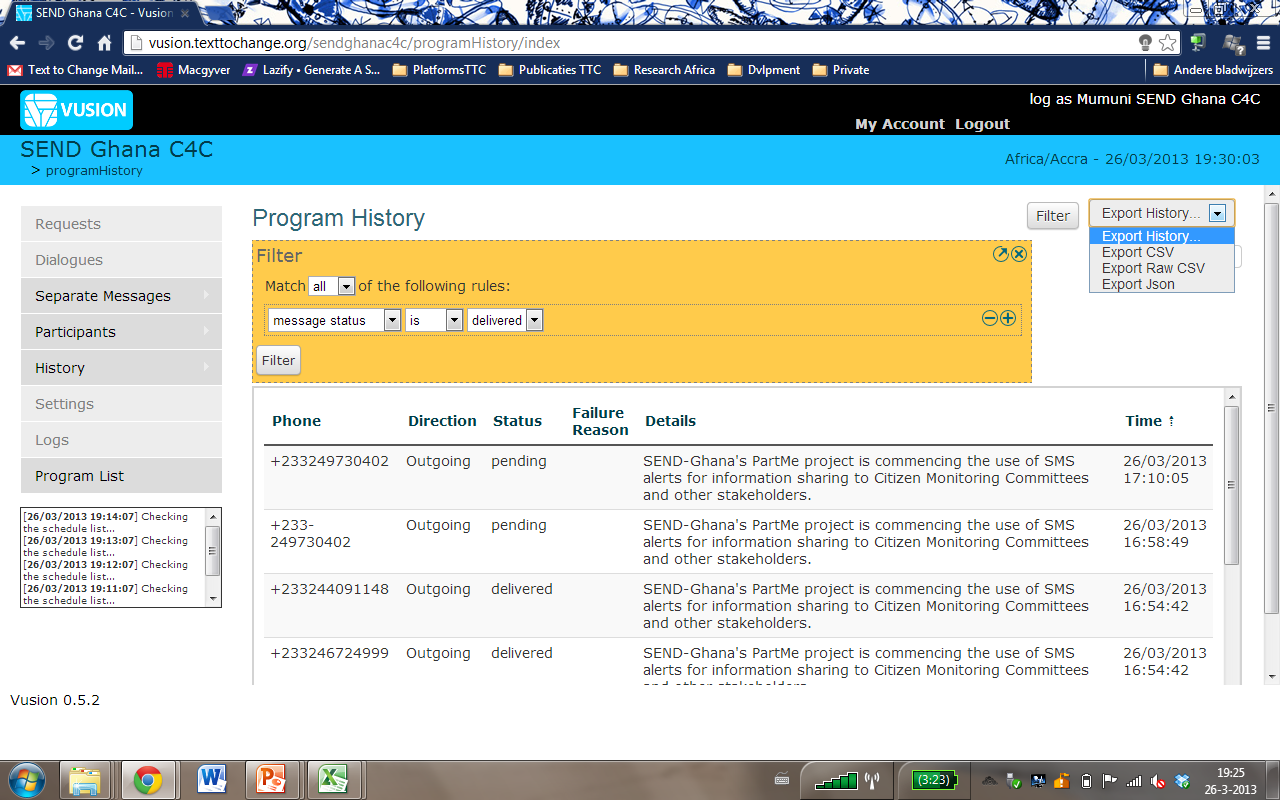 SEND Ghana C4C - Vusion
vusion.texttochange.org/sendghanac4c/programHistory/index
Text to Change Mail... Macgyver Lazify • Generate A S... PlatformsTTC Publicaties TTC Research Africa Dvlpment Private Andere bladwijzers
VUSION
log as Mumuni SEND Ghana C4C
My Account Logout
SEND Ghana C4C
> programHistory
Africa/Accra - 26/03/2013 19:30:03
Requests
Dialogues
Separate Messages
Participants
History
Settings
Logs
Program List
[26/03/2013 19:14:07] Checking
the schedule list...
[26/03/2013 19:13:07] Checking
the schedule list...
[26/03/2013 19:12:07] Checking
the schedule list...
[26/03/2013 19:11:07] Checking
the schedule list...
Program History
Filter
Export History...
Export History...
Export CSV
Export Raw CSV
Export Json
Filter
Match all of the following rules:
message status is delivered
Filter
Phone Direction Status Failure Reason Details Time
+233249730402 Outgoing pending SEND-Ghana's PartMe project is commencing the use of SMS 26/03/2013
alerts for information sharing to Citizen Monitoring Committees 17:10:05
and other stakeholders.
+233- Outgoing pending SEND-Ghana's PartMe project is commencing the use of SMS 26/03/2013
249730402 alerts for information sharing to Citizen Monitoring Committees 16:58:49
and other stakeholders.
+233244091148 Outgoing delivered SEND-Ghana's PartMe project is commencing the use of SMS 26/03/2013
alerts for information sharing to Citizen Monitoring Committees 16:54:42
and other stakeholders.
+233246724999 Outgoing delivered SEND-Ghana's PartMe project is commencing the use of SMS 26/03/2013
alerts for information sharing to Citizen Monitoring Committees 16:54:42
and other stakeholders.
Vusion 0.5.2
(3:23)
19:25
26-3-2013